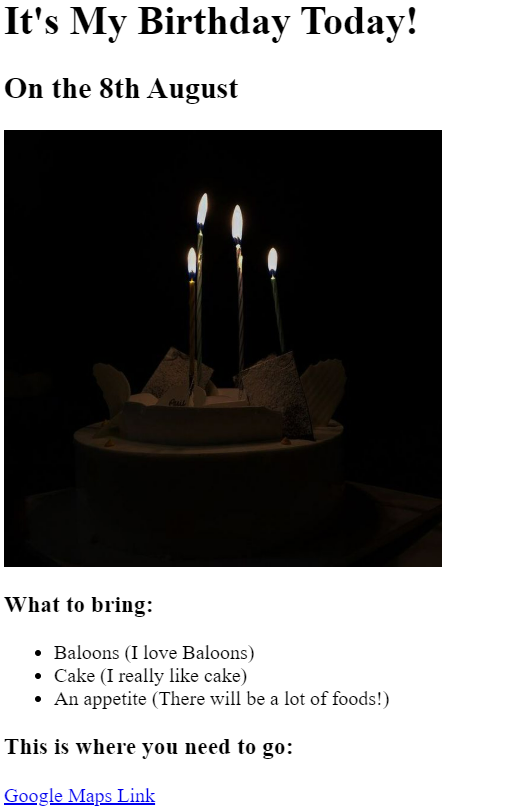 It's My Birthday Today!
On the 8th August
What to bring:
Baloons (I love Baloons)
Cake (I really like cake)
An appetite (There will be a lot of foods!)
This is where you need to go:
Google Maps Link